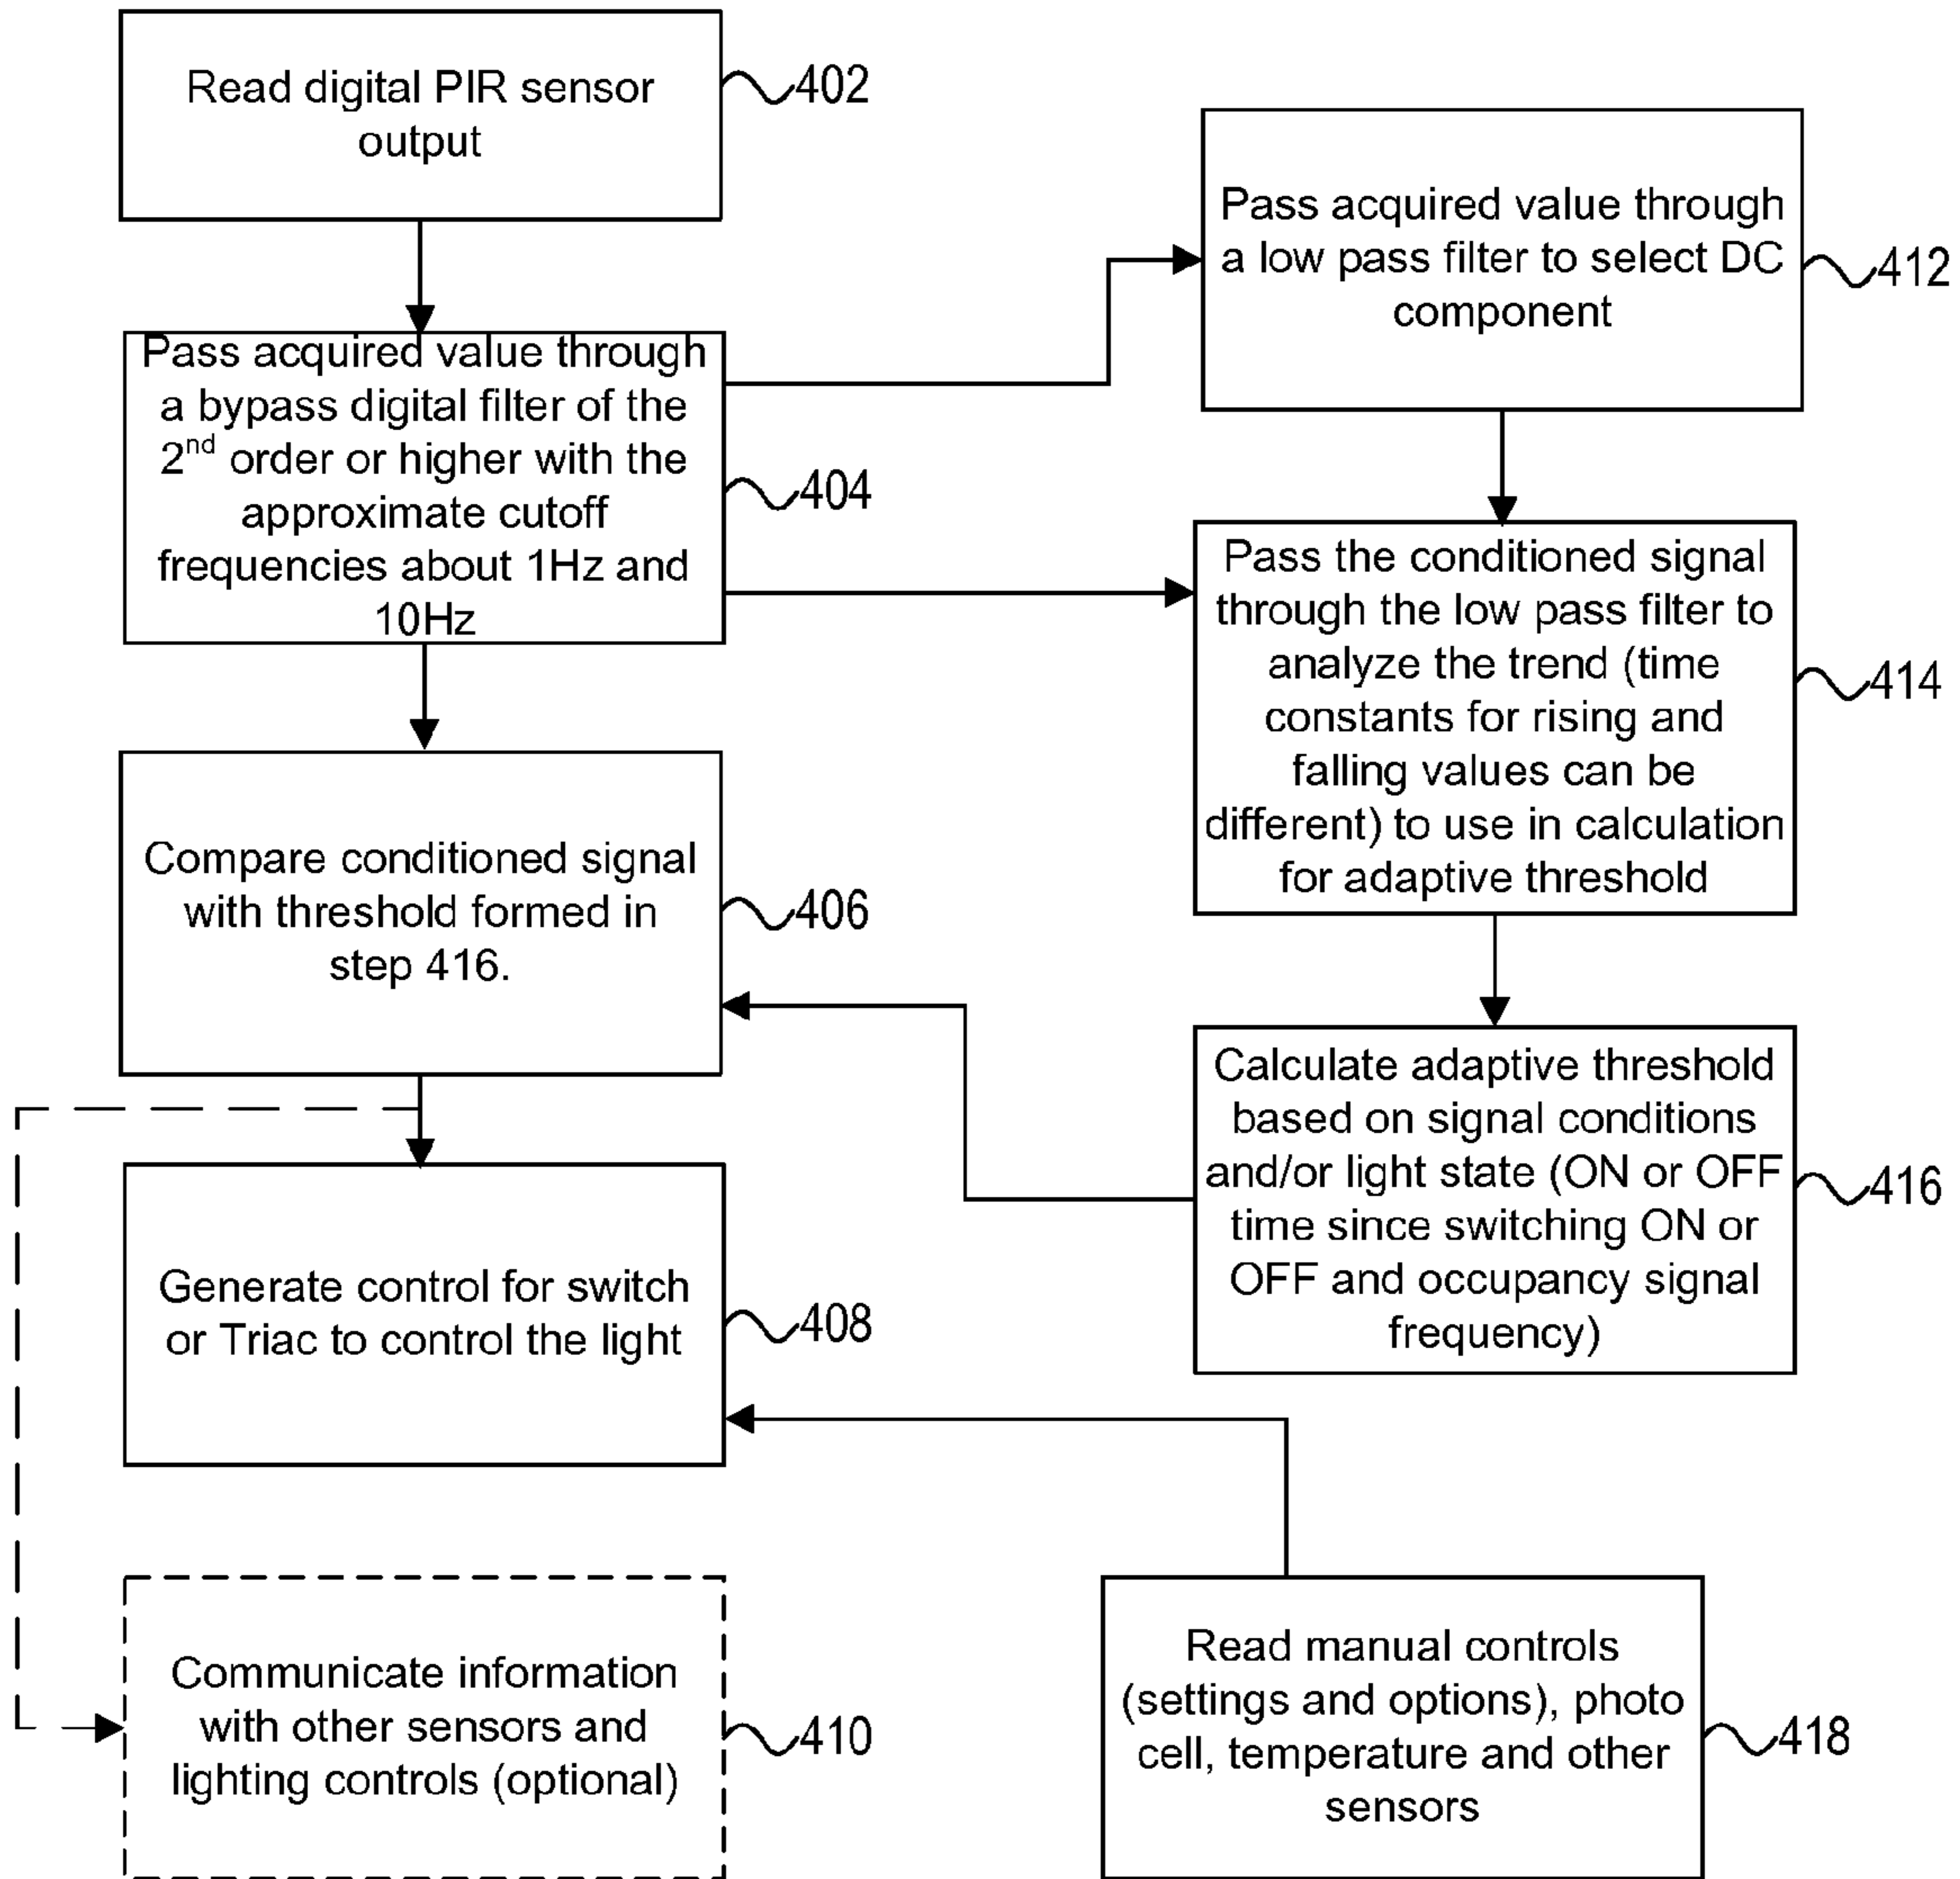 Read digital PIR sensor
output
402
Pass acquired value through
a bypass digital filter of the
2nd order or higher with the
approximate cutoff
frequencies about 1Hz and
10Hz
404
Compare conditioned signal
with threshold formed in
step 416.
406
Generate control for switch
or Triac to control the light
408
Communicate information
with other sensors and
lighting controls (optional)
410
Pass acquired value through
a low pass filter to select DC
component
412
Pass the conditioned signal
through the low pass filter to
analyze the trend (time
constants for rising and
falling values can be
different) to use in calculation
for adaptive threshold
414
Calculate adaptive threshold
based on signal conditions
and/or light state (ON or OFF
time since switching ON or
OFF and occupancy signal
frequency)
416
Read manual controls
(settings and options), photo
cell, temperature and other
sensors
418